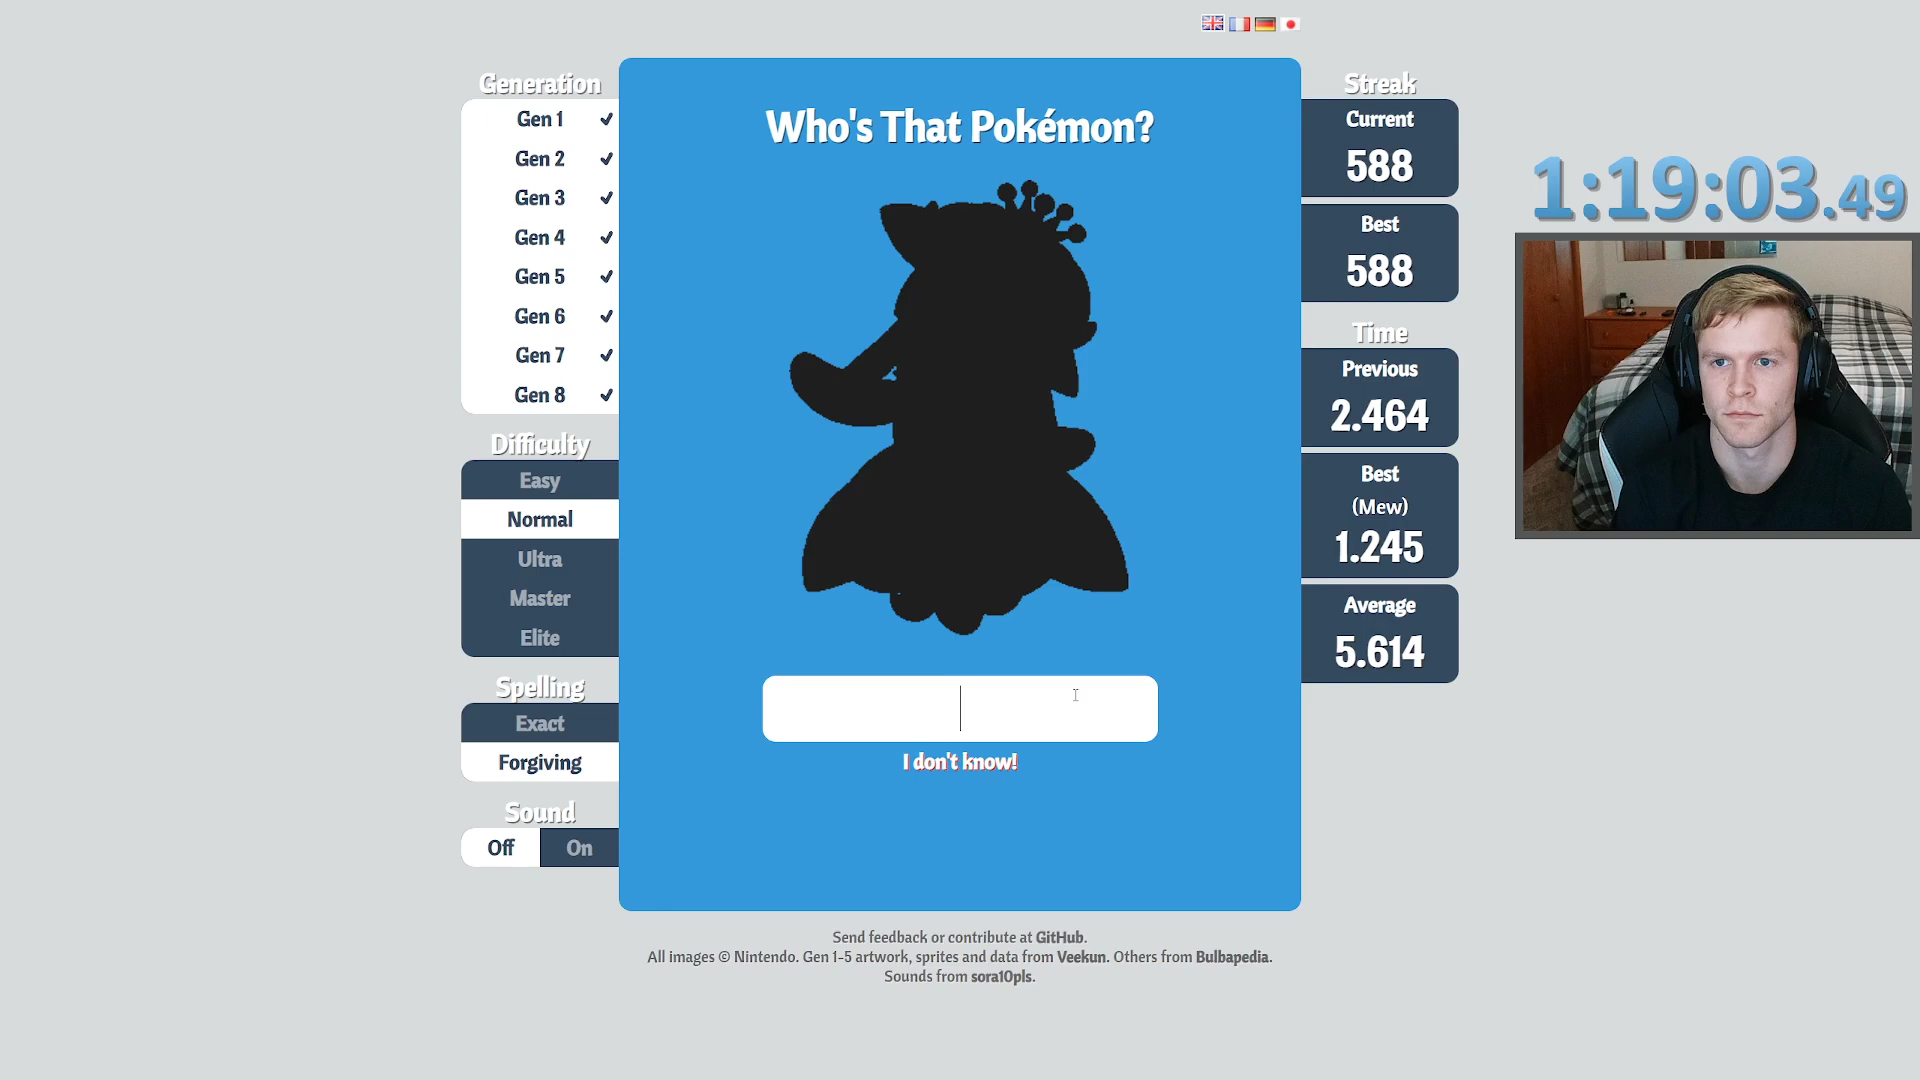 Generation
Gen 1
Gen 2
Gen 3
Gen 4
Gen 5
Gen 6
Gen 7
Gen 8
Difficulty
Easy
Normal
Ultra
Master
Elite
Spelling
Exact
Forgiving
Sound
Off On
Who's That Pokémon?
I don't know!
Streak
Current
588
Best
588
Time
Previous
2.464
Best
(Mew)
1.245
Average
5.614
1:19:03.49
Send feedback or contribute at GitHub.
All images © Nintendo. Gen 1-5 artwork, sprites and data from Veekun. Others from Bulbapedia.
Sounds from sora10pls.